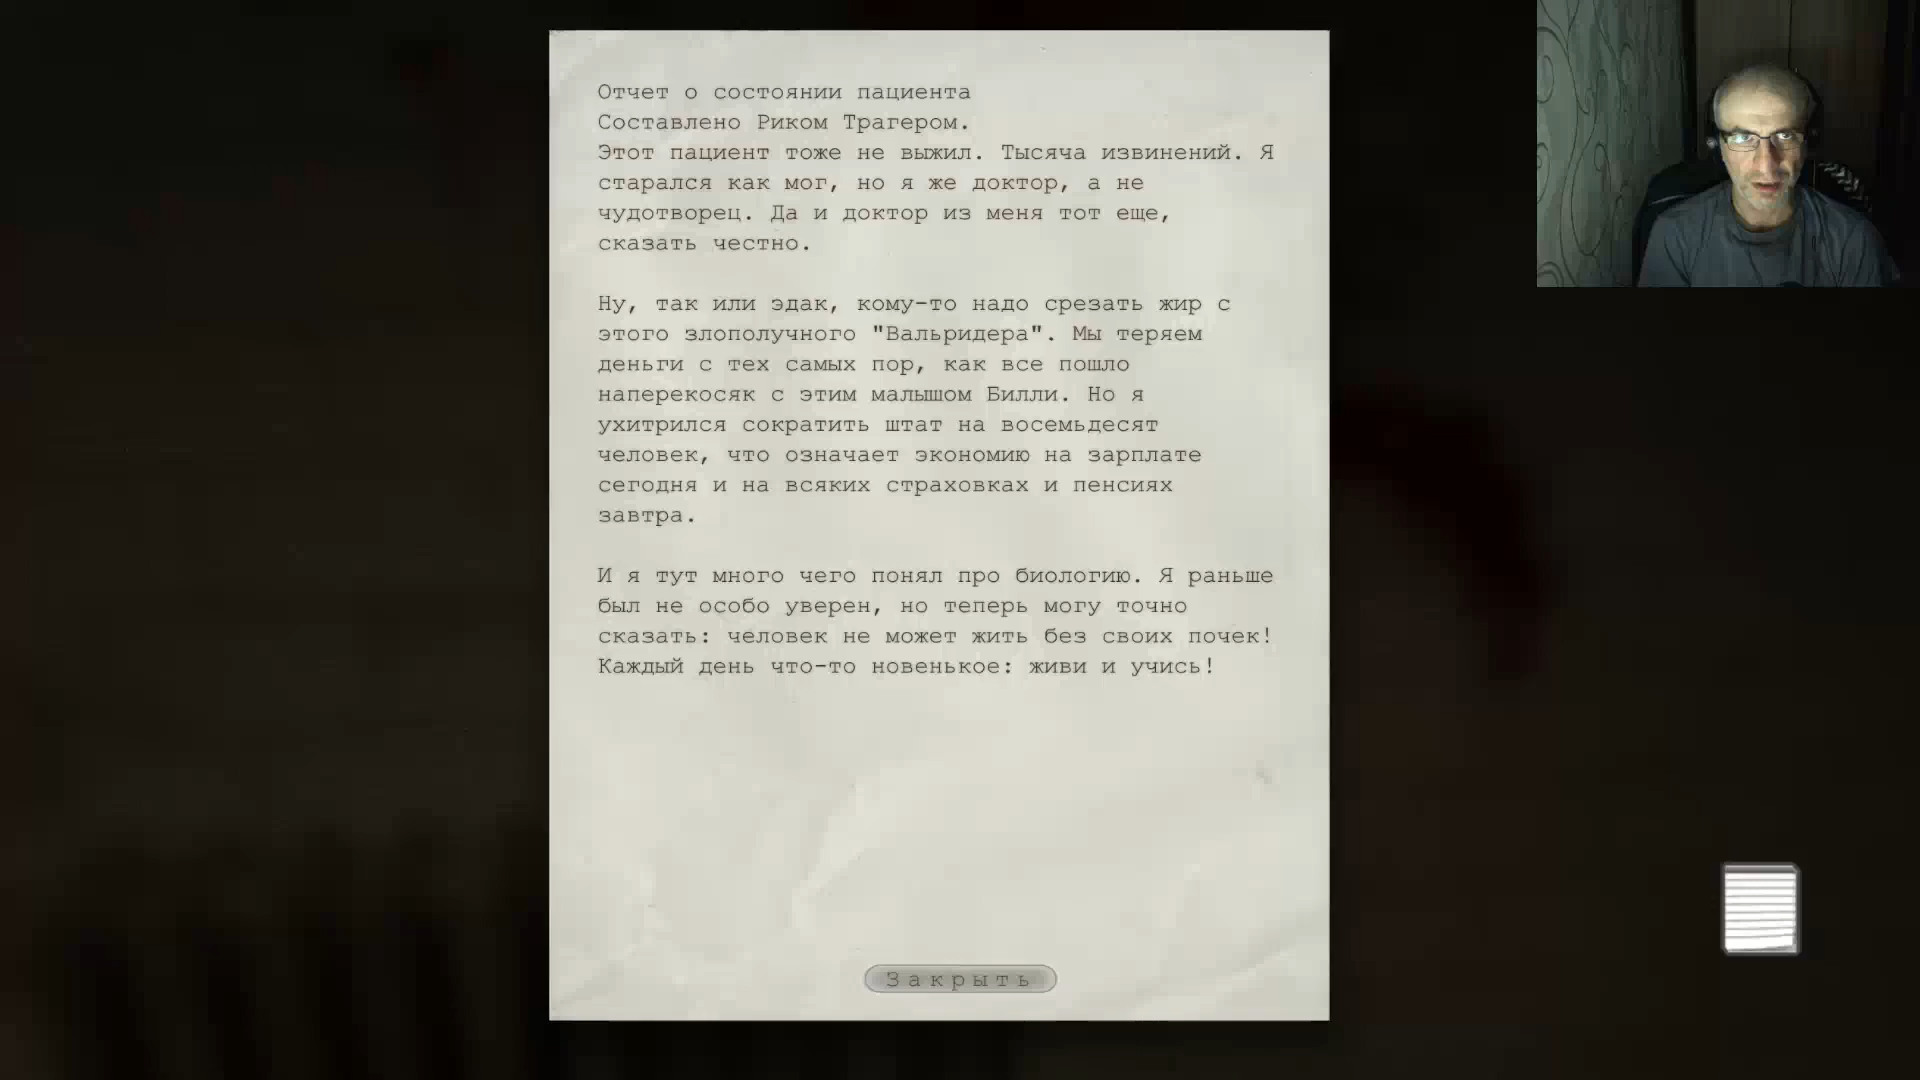 Отчет о состоянии пациента
Составлено Риком Трагером.
Этот пациент тоже не выжил. Тысяча извинений. Я
старался как мог, но я же доктор, а не
чудотворец. Да и доктор из меня тот еще,
сказать честно.
Ну, так или эдак, кому-то надо срезать жир с
этого злополучного "Вальридера". Мы теряем
деньги с тех самых пор, как все пошло
наперекосяк с этим малышом Билли. Но я
ухитрился сократить штат на восемьдесят
человек, что означает экономию на зарплате
сегодня и на всяких страховках и пенсиях
завтра.
И я тут много чего понял про биологию. Я раньше
был не особо уверен, но теперь могу точно
сказать: человек не может жить без своих почек!
Каждый день что-то новенькое: живи и учись!
Закрыть